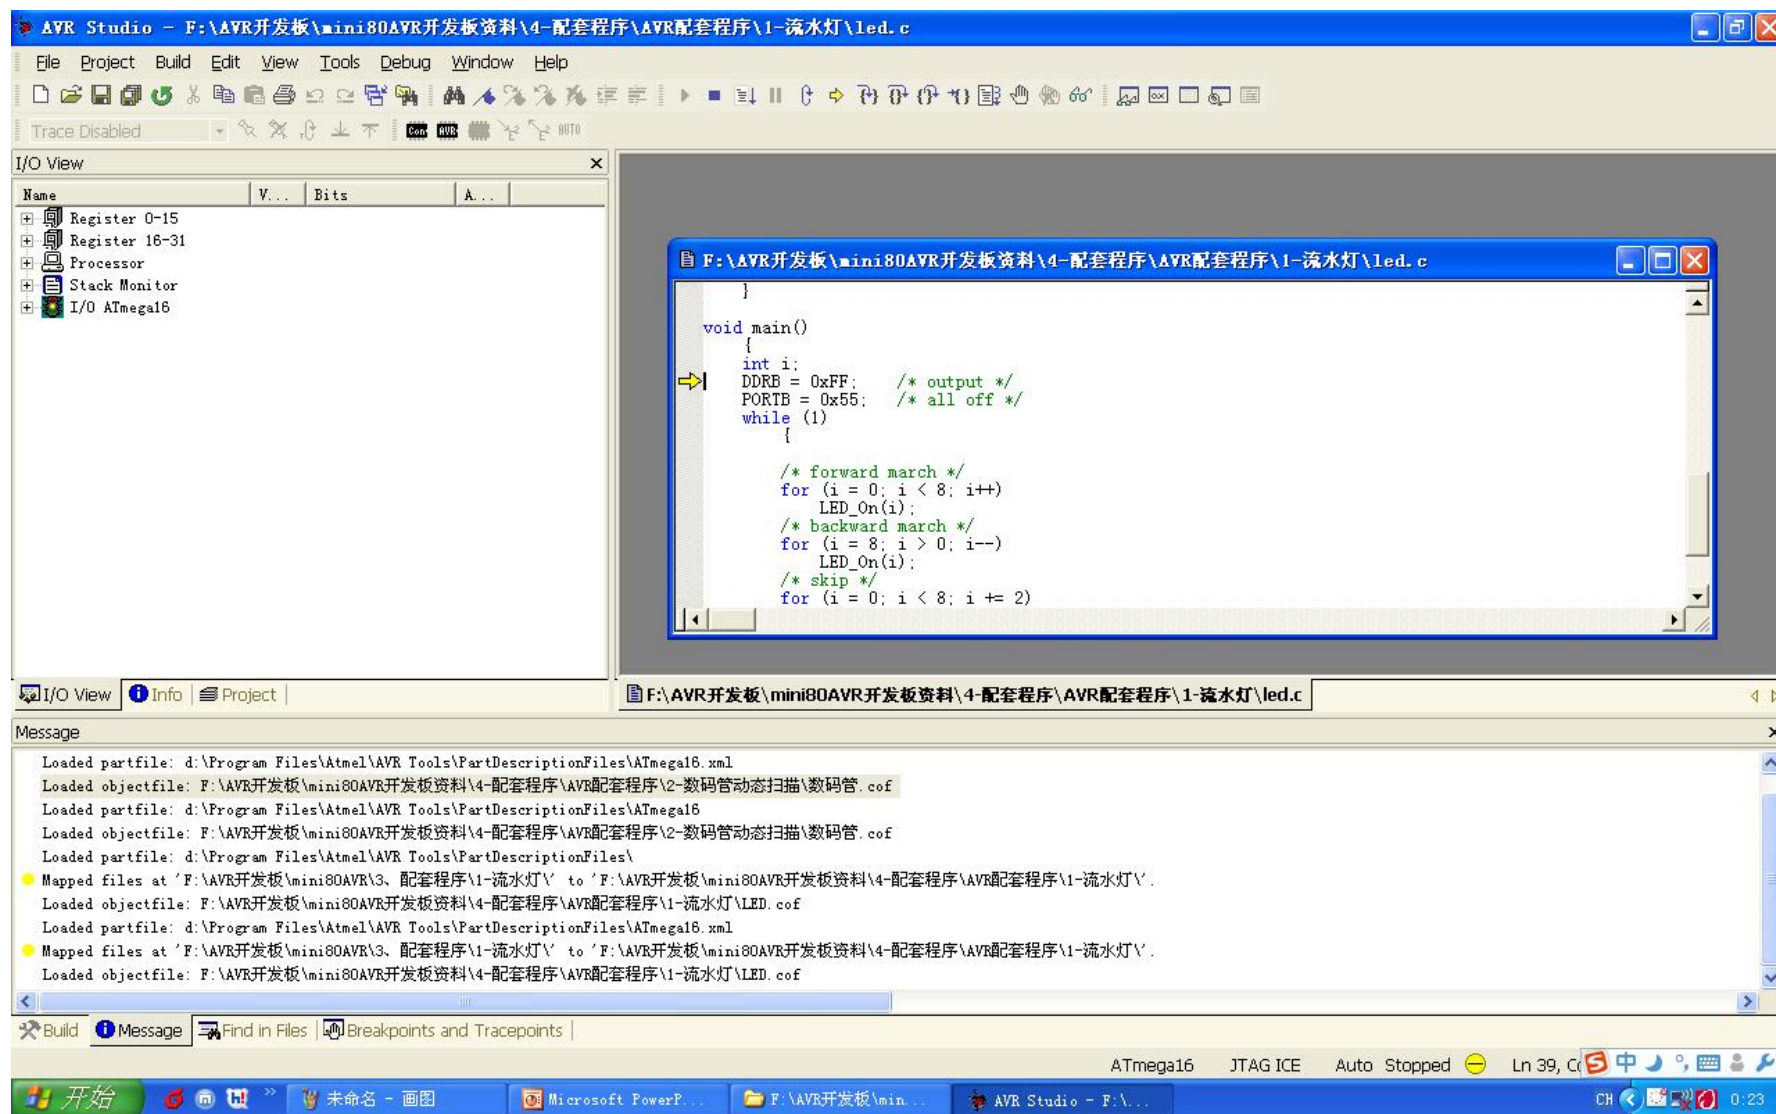 AVR Studio - F:\AVR开发板\mini80AVR开发板资料\4-配套程序\AVR配套程序\1-流水灯\led.c
File Project Build Edit View Tools Debug Window Help
Trace Disabled
Con AVR AUTO
I/O View
Name V... Bits A...
Register 0-15
Register 16-31
Processor
Stack Monitor
I/O ATmega16
F:\AVR开发板\mini80AVR开发板资料\4-配套程序\AVR配套程序\1-流水灯\led.c
}
void main()
{
int i;
DDRB = 0xFF; /* output */
PORTB = 0x55; /* all off */
while (1)
{
/* forward march */
for (i = 0; i < 8; i++)
LED_On(i);
/* backward march */
for (i = 8; i > 0; i--)
LED_On(i);
/* skip */
for (i = 0; i < 8; i += 2)
I/O View Info Project
F:\AVR开发板\mini80AVR开发板资料\4-配套程序\AVR配套程序\1-流水灯\led.c
Message
Loaded partfile: d:\Program Files\Atmel\AVR Tools\PartDescriptionFiles\ATmega16.xml
Loaded objectfile: F:\AVR开发板\mini80AVR开发板资料\4-配套程序\AVR配套程序\2-数码管动态扫描\数码管.cof
Loaded partfile: d:\Program Files\Atmel\AVR Tools\PartDescriptionFiles\ATmega16
Loaded objectfile: F:\AVR开发板\mini80AVR开发板资料\4-配套程序\AVR配套程序\2-数码管动态扫描\数码管.cof
Loaded partfile: d:\Program Files\Atmel\AVR Tools\PartDescriptionFiles\
Mapped files at 'F:\AVR开发板\mini80AVR\3、配套程序\1-流水灯\' to 'F:\AVR开发板\mini80AVR开发板资料\4-配套程序\AVR配套程序\1-流水灯\'.
Loaded objectfile: F:\AVR开发板\mini80AVR开发板资料\4-配套程序\AVR配套程序\1-流水灯\LED.cof
Loaded partfile: d:\Program Files\Atmel\AVR Tools\PartDescriptionFiles\ATmega16.xml
Mapped files at 'F:\AVR开发板\mini80AVR\3、配套程序\1-流水灯\' to 'F:\AVR开发板\mini80AVR开发板资料\4-配套程序\AVR配套程序\1-流水灯\'.
Loaded objectfile: F:\AVR开发板\mini80AVR开发板资料\4-配套程序\AVR配套程序\1-流水灯\LED.cof
Build Message Find in Files Breakpoints and Tracepoints
ATmega16 JTAG ICE Auto Stopped Ln 39, 中
开始 未命名 - 画图 Microsoft PowerP... F:\AVR开发板\min... AVR Studio - F:\... CH 0:23